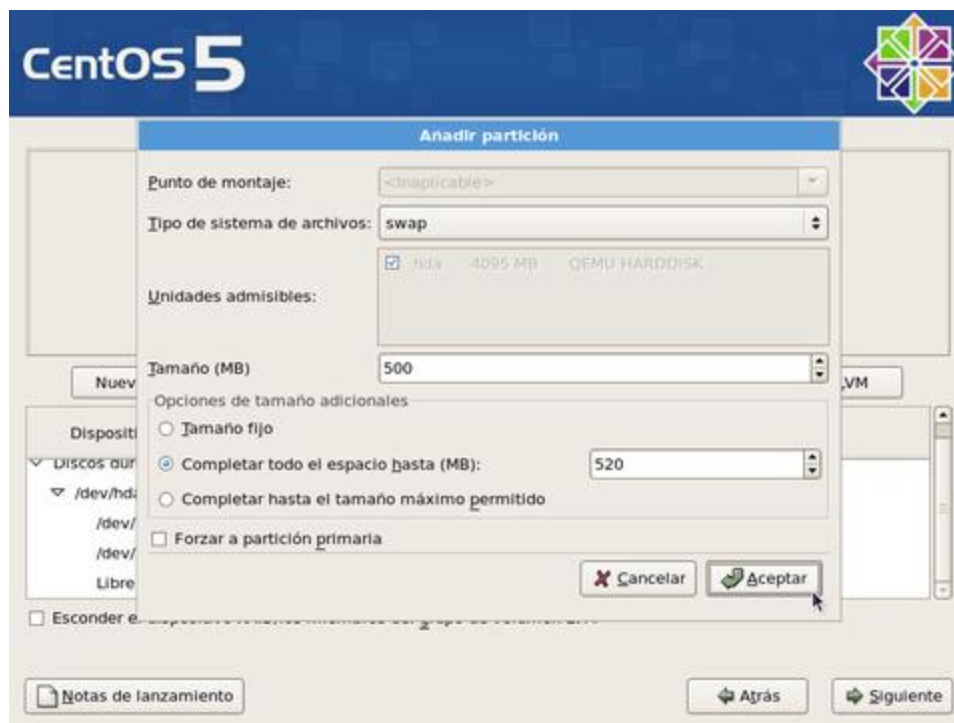 CentOS 5
Añadir partición
Punto de montaje: <Inaplicable>
Tipo de sistema de archivos: swap
hda 4095 MB QEMU HARDDISK
Unidades admisibles:
Tamaño (MB) 500
Nuev LVM
Opciones de tamaño adicionales
Dispositi
Tamaño fijo
Discos dur
Completar todo el espacio hasta (MB): 520
/dev/hda
Completar hasta el tamaño máximo permitido
/dev/
/dev/
Forzar a partición primaria
Libre
Cancelar Aceptar
Esconder e
Notas de lanzamiento Atrás Siguiente